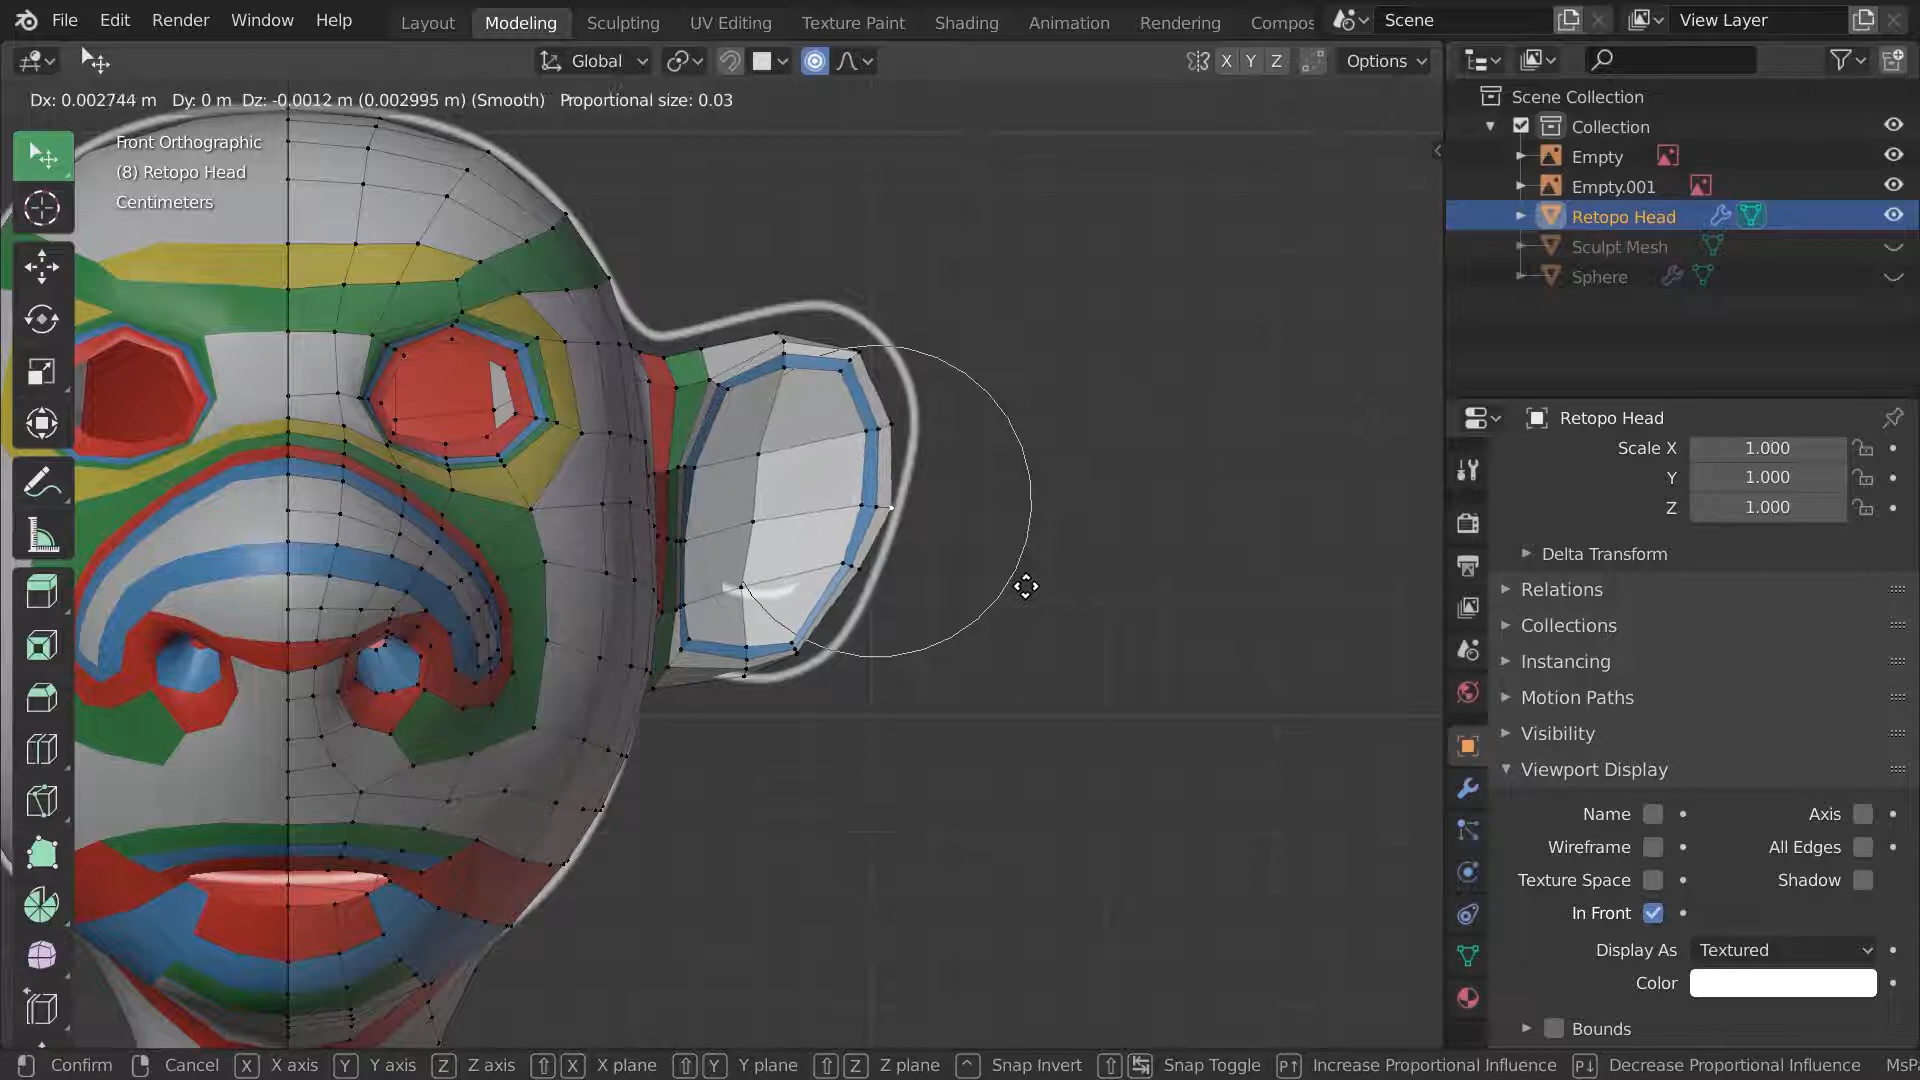 File Edit Render Window Help Layout Modeling Sculpting UV Editing Texture Paint Shading Animation Rendering Compos Scene View Layer
Global X Y Z Options
Dx: 0.002744 m Dy: 0 m Dz: -0.0012 m (0.002995 m) (Smooth) Proportional size: 0.03
Front Orthographic
(8) Retopo Head
Centimeters
Scene Collection
Collection
Empty
Empty.001
Retopo Head
Sculpt Mesh
Sphere
Retopo Head
Scale X 1.000
Y 1.000
Z 1.000
Delta Transform
Relations
Collections
Instancing
Motion Paths
Visibility
Viewport Display
Name Axis
Wireframe All Edges
Texture Space Shadow
In Front
Display As Textured
Color
Bounds
Confirm Cancel X X axis Y Y axis Z Z axis X X plane Y Y plane Z Z plane Snap Invert Snap Toggle P↑ Increase Proportional Influence P↓ Decrease Proportional Influence MsP